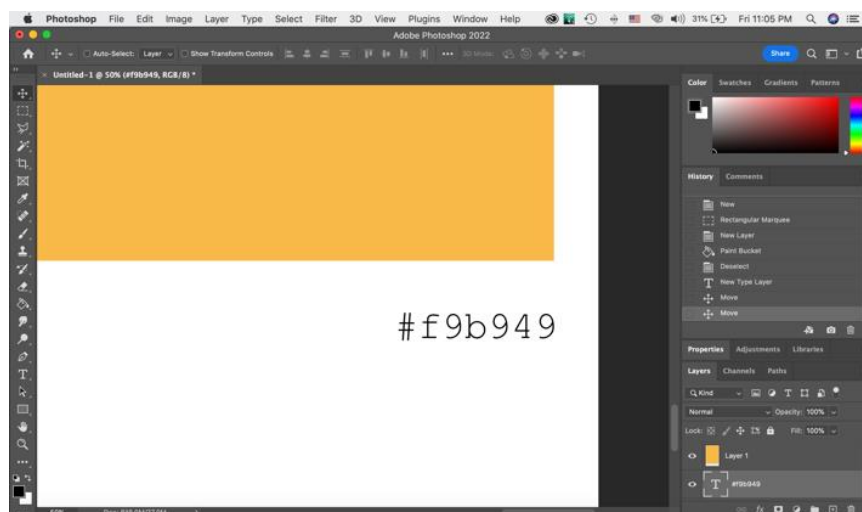 Photoshop File Edit Image Layer Type Select Filter 3D View Plugins Window Help 31% Fri 11:05 PM
Adobe Photoshop 2022
Auto-Select: Layer Show Transform Controls 3D Mode: Share
Untitled-1 @ 50% (#f9b949, RGB/8) *
Color Swatches Gradients Patterns
History Comments
New
Rectangular Marquee
New Layer
Paint Bucket
Deselect
New Type Layer
Move
Move
#f9b949
Properties Adjustments Libraries
Layers Channels Paths
Kind
Normal Opacity: 100%
Lock: Fill: 100%
Layer 1
#f9b949